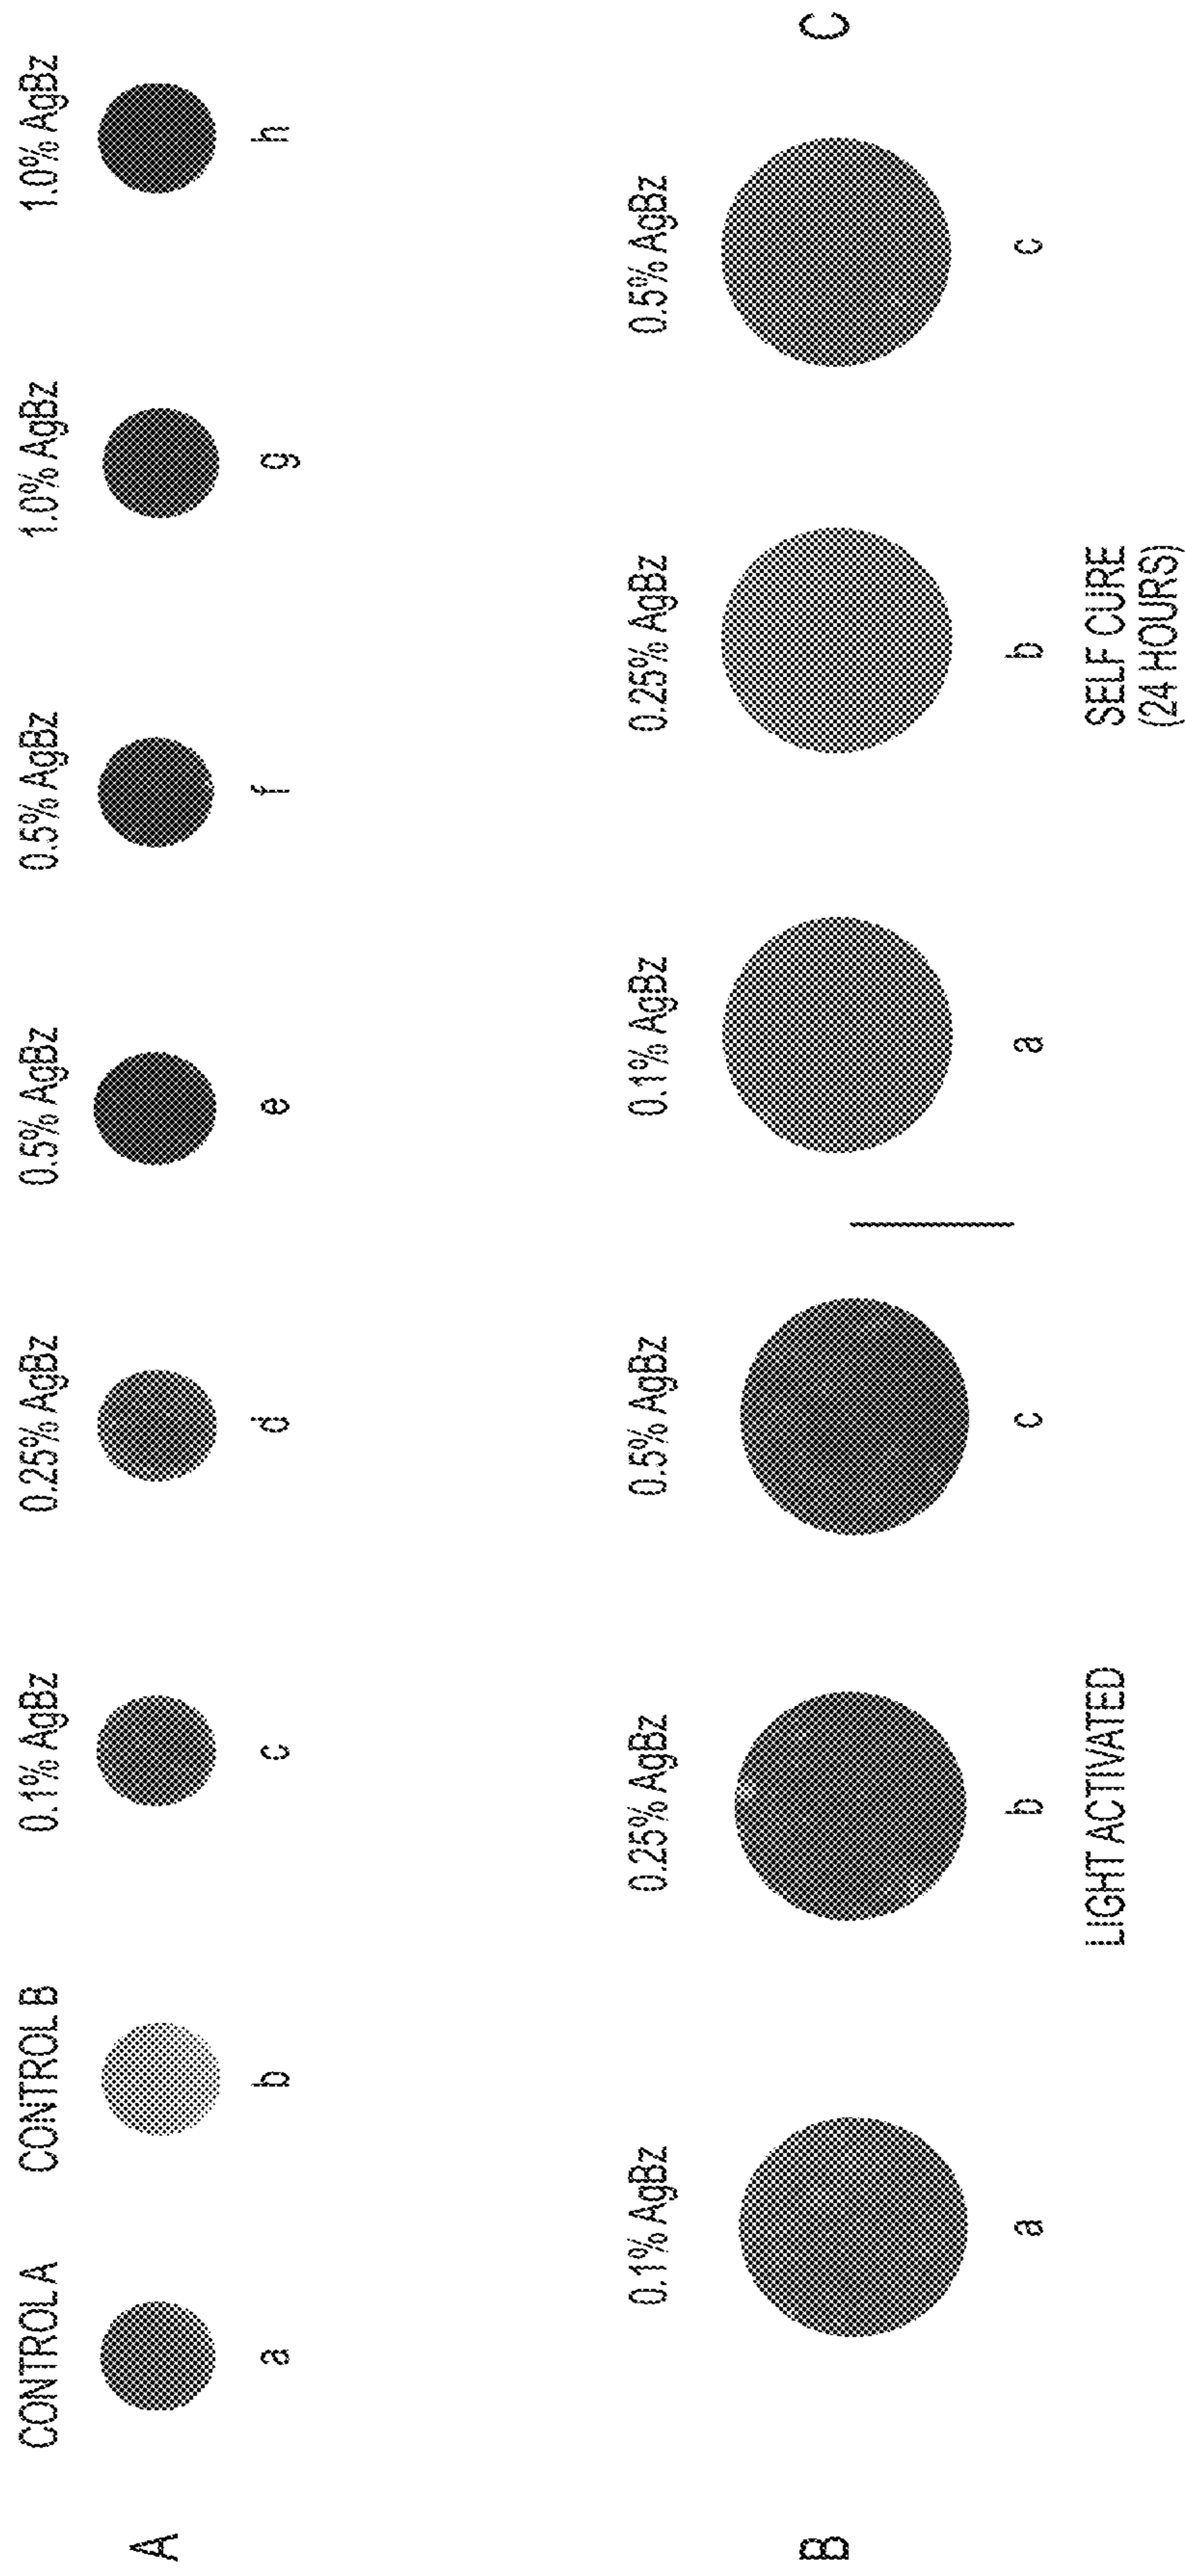 A
CONTROL A CONTROL B 0.1% AgBz 0.25% AgBz 0.5% AgBz 0.5% AgBz 1.0% AgBz 1.0% AgBz
a b c d e f g h
B
0.1% AgBz 0.25% AgBz 0.5% AgBz 0.1% AgBz 0.25% AgBz 0.5% AgBz
C
a b c a b c
LIGHT ACTIVATED SELF CURE
(24 HOURS)